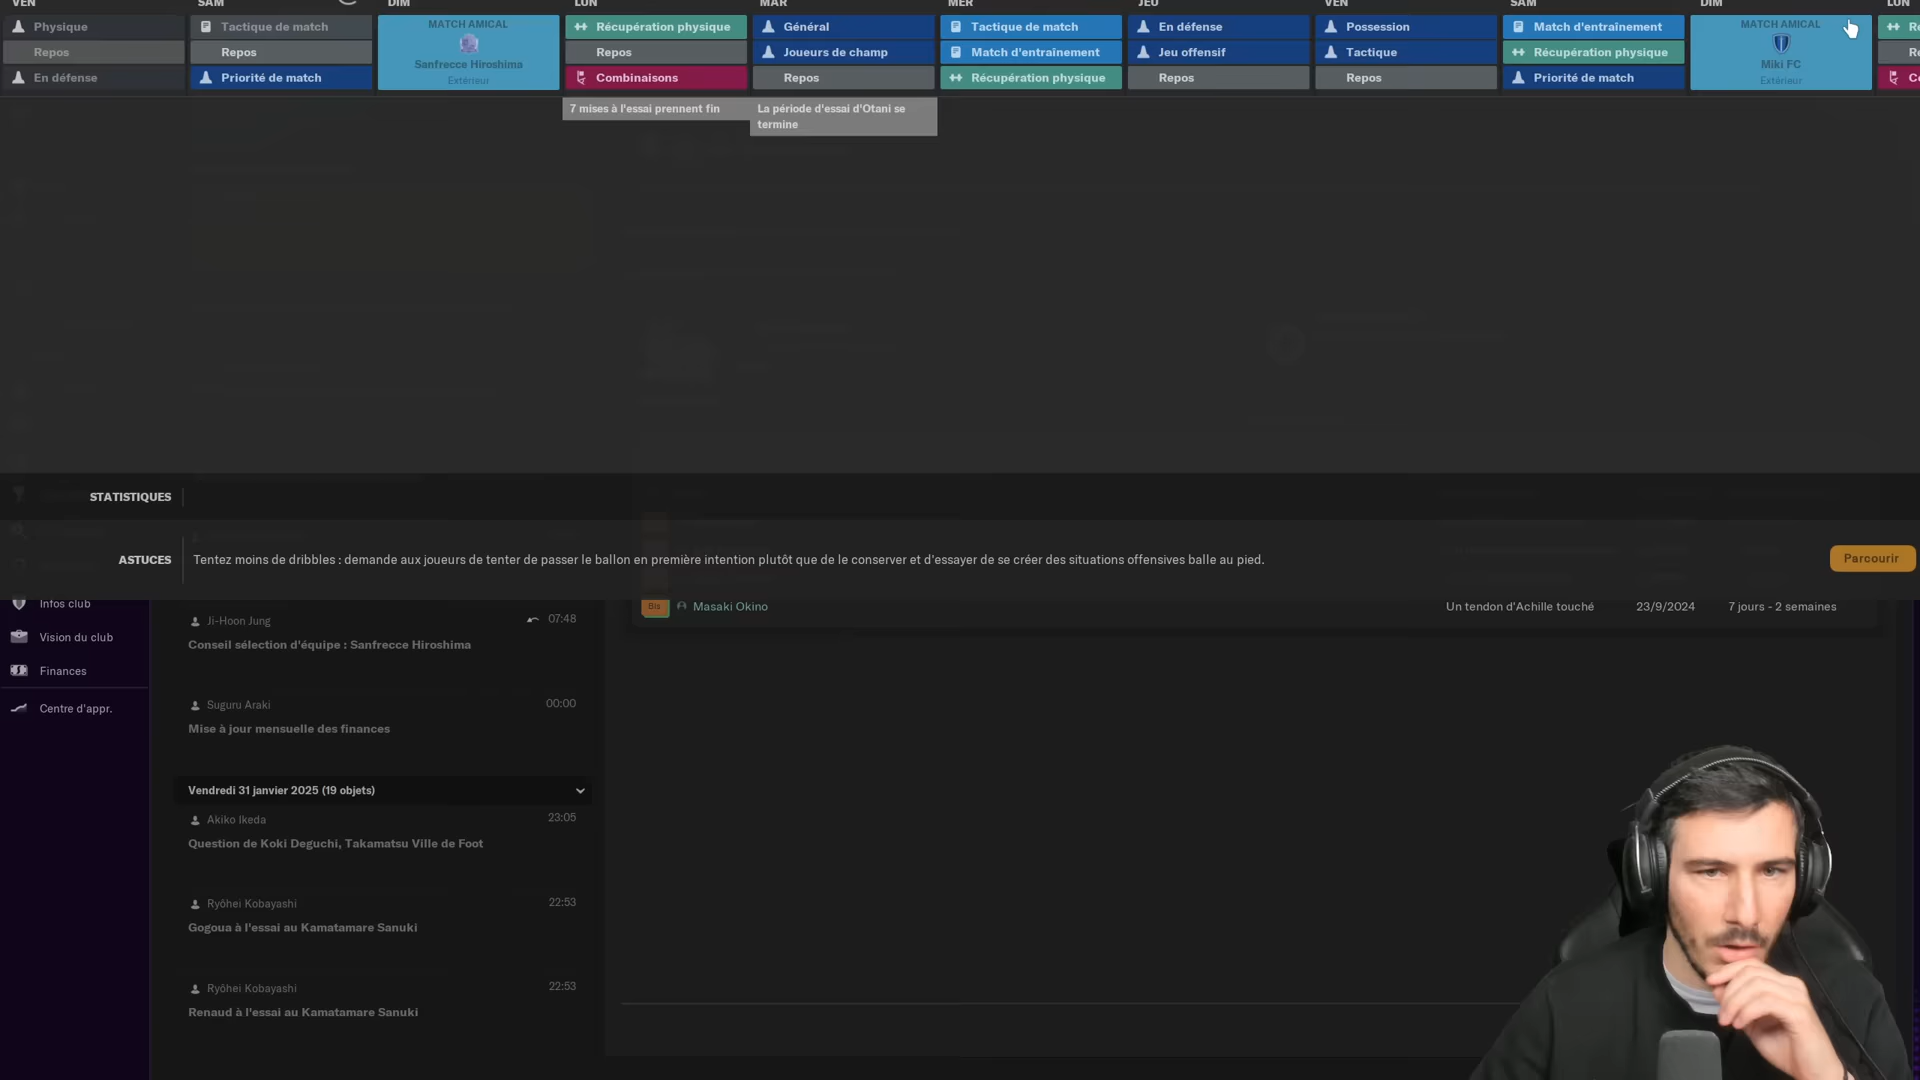 VEN
SAM
DIM
LUN
MAR
MER
JEU
VEN
SAM
DIM
LUN
Physique
Repos
En défense
Tactique de match
Repos
Priorité de match
MATCH AMICAL
Sanfrecce Hiroshima
Extérieur
Récupération physique
Repos
Combinaisons
Général
Joueurs de champ
Repos
Tactique de match
Match d'entraînement
Récupération physique
En défense
Jeu offensif
Repos
Possession
Tactique
Repos
Match d'entraînement
Récupération physique
Priorité de match
MATCH AMICAL
Miki FC
Extérieur
Re
Re
Co
7 mises à l'essai prennent fin
La période d'essai d'Otani se
termine
STATISTIQUES
ASTUCES
Tentez moins de dribbles : demande aux joueurs de tenter de passer le ballon en première intention plutôt que de le conserver et d'essayer de se créer des situations offensives balle au pied.
Parcourir
Infos club
Vision du club
Finances
Centre d'appr.
Ji-Hoon Jung
07:48
Conseil sélection d'équipe : Sanfrecce Hiroshima
Suguru Araki
00:00
Mise à jour mensuelle des finances
Vendredi 31 janvier 2025 (19 objets)
Akiko Ikeda
23:05
Question de Koki Deguchi, Takamatsu Ville de Foot
Ryôhei Kobayashi
22:53
Gogoua à l'essai au Kamatamare Sanuki
Ryôhei Kobayashi
22:53
Renaud à l'essai au Kamatamare Sanuki
Bls
Masaki Okino
Un tendon d'Achille touché
23/9/2024
7 jours - 2 semaines